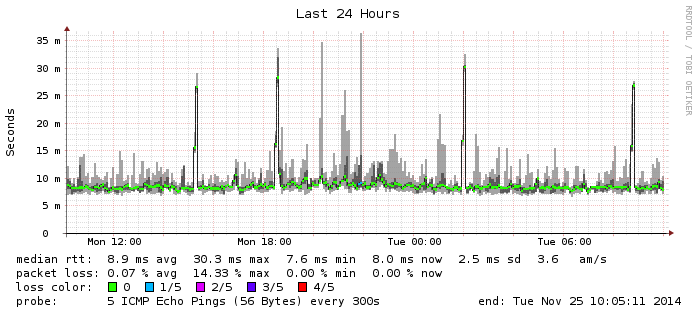 Last 24 Hours
RRDTOOL / TOBI OETIKER
Seconds
35 m
30 m
25 m
20 m
15 m
10 m
5 m
0
Mon 12:00 Mon 18:00 Tue 00:00 Tue 06:00
median rtt: 8.9 ms avg 30.3 ms max 7.6 ms min 8.0 ms now 2.5 ms sd 3.6 am/s
packet loss: 0.07 % avg 14.33 % max 0.00 % min 0.00 % now
loss color: 0 1/5 2/5 3/5 4/5
probe: 5 ICMP Echo Pings (56 Bytes) every 300s end: Tue Nov 25 10:05:11 2014